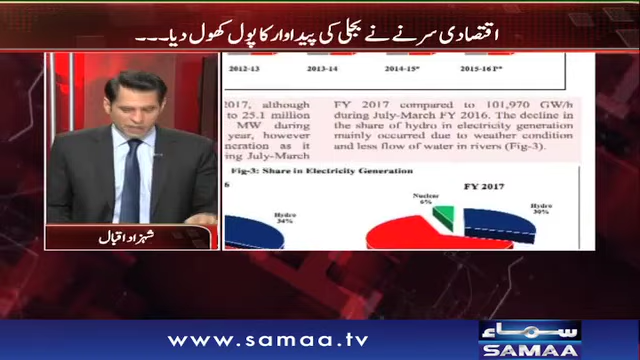 اقتصادی سرنے نے بجلی کی پیداوار کا پول کھول دیا۔۔۔
2012-13 2013-14 2014-15* 2015-16 P*
2017, although
to 25.1 million
MW during
year, however
neration as it
ring July-March
FY 2017 compared to 101,970 GW/h
during July-March FY 2016. The decline in
the share of hydro in electricity generation
mainly occurred due to weather condition
and less flow of water in rivers (Fig-3).
Fig-3: Share in Electricity Generation
6
Hydro
34%
Nuclear
6%
FY 2017
Hydro
30%
شہزاد اقبال
www.samaa.tv
سماء
SAMAA